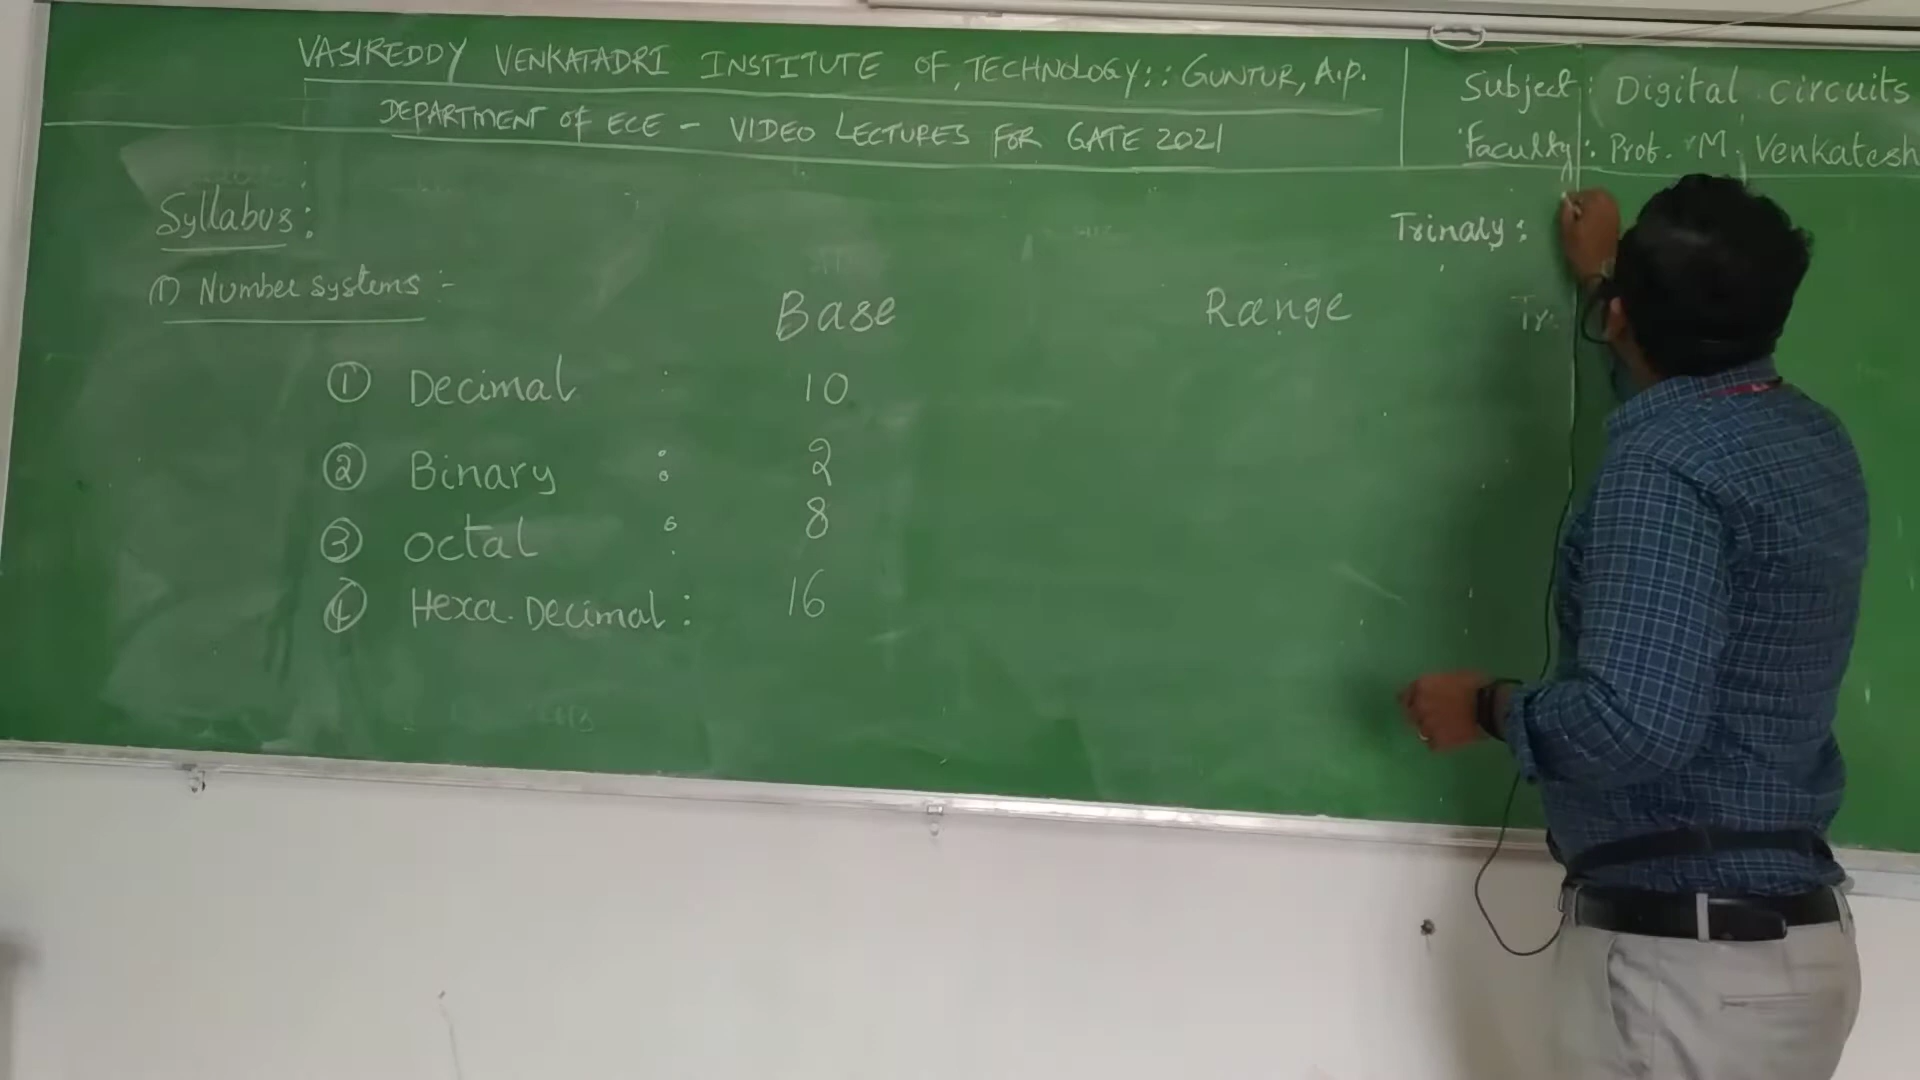 VASIREDDY VENKATADRI INSTITUTE OF TECHNOLOGY:: GUNTUR, A.P.
DEPARTMENT OF ECE - VIDEO LECTURES FOR GATE 2021
Subject: Digital circuits
Faculty: Prof. M. Venkatesh
Syllabus:
Trinary:
(1) Number systems:-
Base Range Tr
① Decimal : 10
② Binary : 2
③ octal : 8
④ Hexa. Decimal: 16